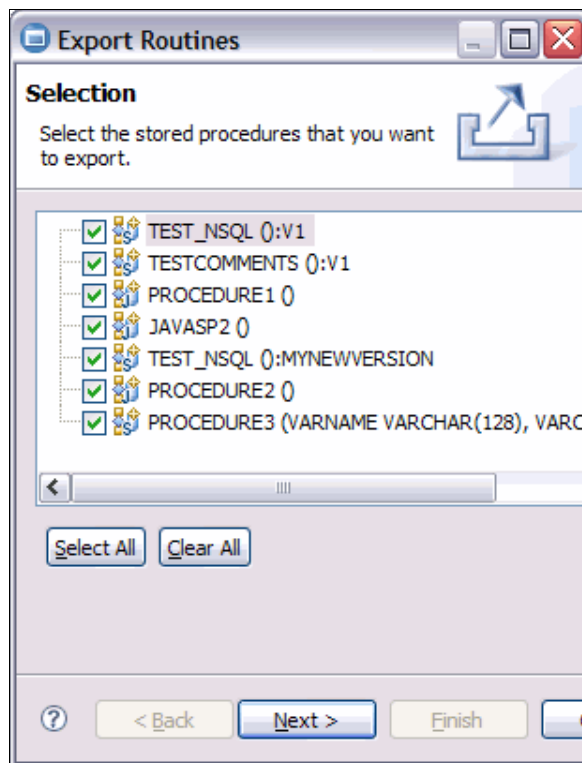 Export Routines
Selection
Select the stored procedures that you want
to export.
TEST_NSQL ():V1
TESTCOMMENTS ():V1
PROCEDURE1 ()
JAVASP2 ()
TEST_NSQL ():MYNEWVERSION
PROCEDURE2 ()
PROCEDURE3 (VARNAME VARCHAR(128), VARC
Select All Clear All
? < Back Next > Finish